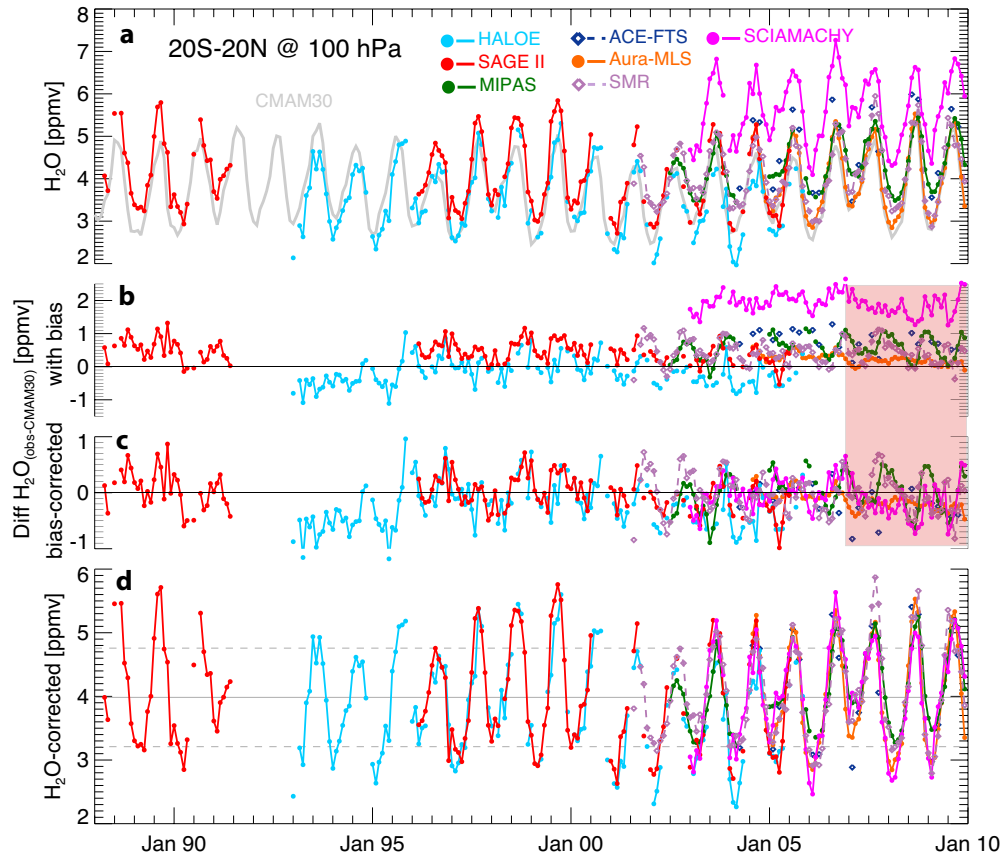 a
20S-20N @ 100 hPa
HALOE
SAGE II
MIPAS
ACE-FTS
Aura-MLS
SMR
SCIAMACHY
CMAM30
H₂O [ppmv]
8
7
6
5
4
3
2
b
Diff H₂O(obs-CMAM30) [ppmv]
with bias
2
1
0
-1
c
bias-corrected
1
0
-1
d
H₂O-corrected [ppmv]
6
5
4
3
2
Jan 90
Jan 95
Jan 00
Jan 05
Jan 10